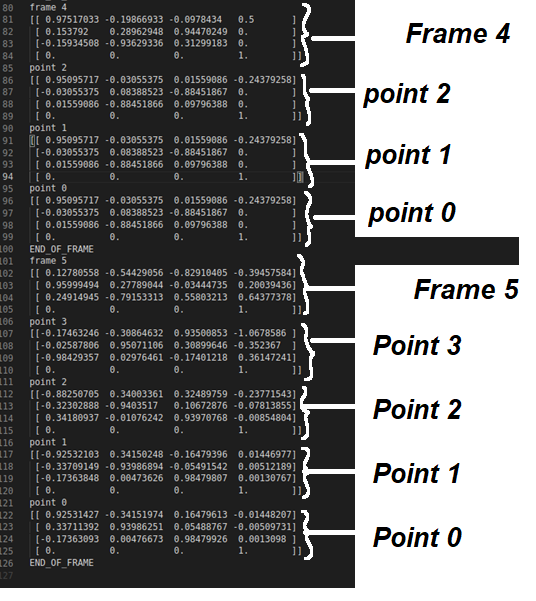 80 frame 4
81 [[ 0.97517033 -0.19866933 -0.0978434   0.5       ]
82  [ 0.153792    0.28962948  0.94470249  0.        ]
83  [-0.15934508 -0.93629336  0.31299183  0.        ]
84  [ 0.          0.          0.          1.        ]]
Frame 4
85 point 2
86 [[ 0.95095717 -0.03055375  0.01559086 -0.24379258]
87  [-0.03055375  0.08388523 -0.88451867  0.        ]
88  [ 0.01559086 -0.88451866  0.09796388  0.        ]
89  [ 0.          0.          0.          1.        ]]
point 2
90 point 1
91 [[ 0.95095717 -0.03055375  0.01559086 -0.24379258]
92  [-0.03055375  0.08388523 -0.88451867  0.        ]
93  [ 0.01559086 -0.88451866  0.09796388  0.        ]
94  [ 0.          0.          0.          1.        ]]
point 1
95 point 0
96 [[ 0.95095717 -0.03055375  0.01559086 -0.24379258]
97  [-0.03055375  0.08388523 -0.88451867  0.        ]
98  [ 0.01559086 -0.88451866  0.09796388  0.        ]
99  [ 0.          0.          0.          1.        ]]
point 0
100 END_OF_FRAME
101 frame 5
102 [[ 0.12780558 -0.54429056 -0.82910405 -0.39457584]
103  [ 0.95999494  0.27789044 -0.03444735  0.20039436]
104  [ 0.24914945 -0.79153313  0.55803213  0.64377378]
105  [ 0.          0.          0.          1.        ]]
Frame 5
106 point 3
107 [[-0.17463246 -0.30864632  0.93500853 -1.0678586 ]
108  [-0.02587806  0.95071106  0.30899646 -0.352367  ]
109  [-0.98429357  0.02976461 -0.17401218  0.36147241]
110  [ 0.          0.          0.          1.        ]]
Point 3
111 point 2
112 [[-0.88250705  0.34003361  0.32489759 -0.23771543]
113  [-0.32302888 -0.9403517   0.10672876 -0.07813855]
114  [ 0.34180937 -0.01076242  0.93970768 -0.00854804]
115  [ 0.          0.          0.          1.        ]]
Point 2
116 point 1
117 [[-0.92532103  0.34150248 -0.16479396  0.01446977]
118  [-0.33709149 -0.93986894 -0.05491542  0.00512189]
119  [-0.17363848  0.00473626  0.98479807  0.00130767]
120  [ 0.          0.          0.          1.        ]]
Point 1
121 point 0
122 [[ 0.92531427 -0.34151974  0.16479613 -0.01448207]
123  [ 0.33711392  0.93986251  0.05488767 -0.00509731]
124  [-0.17363093  0.00476673  0.98479926  0.0013098 ]
125  [ 0.          0.          0.          1.        ]]
Point 0
126 END_OF_FRAME
127